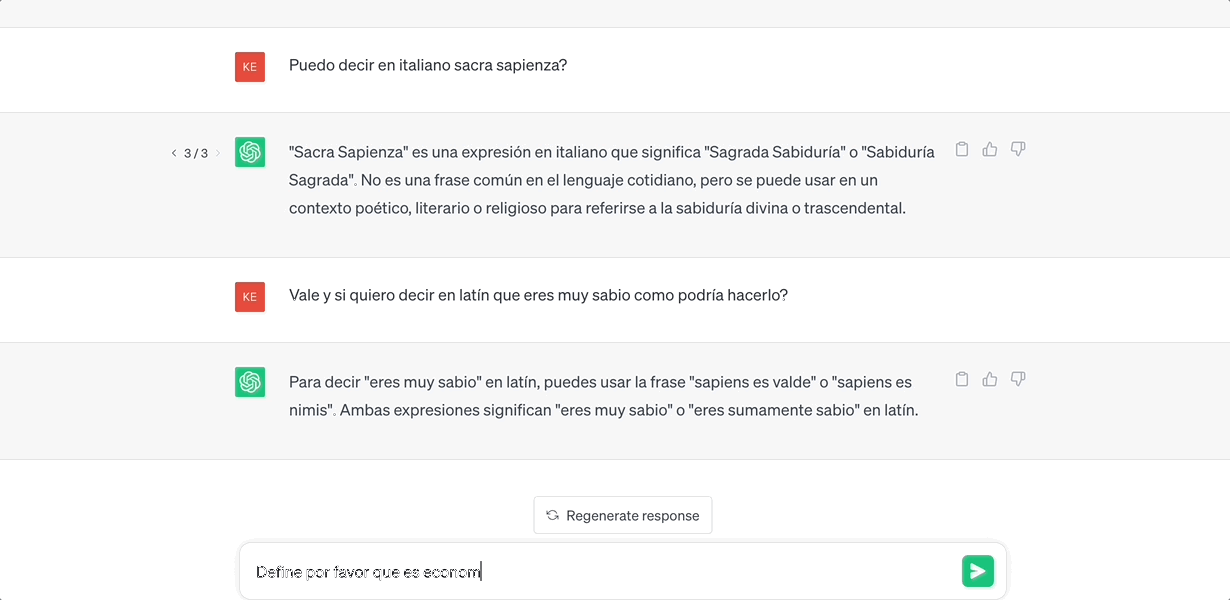 KE Puedo decir en italiano sacra sapienza?
< 3 / 3 > "Sacra Sapienza" es una expresión en italiano que significa "Sagrada Sabiduría" o "Sabiduría
Sagrada". No es una frase común en el lenguaje cotidiano, pero se puede usar en un
contexto poético, literario o religioso para referirse a la sabiduría divina o trascendental.
KE Vale y si quiero decir en latín que eres muy sabio como podría hacerlo?
Para decir "eres muy sabio" en latín, puedes usar la frase "sapiens es valde" o "sapiens es
nimis". Ambas expresiones significan "eres muy sabio" o "eres sumamente sabio" en latín.
Regenerate response
Define por favor que es econom